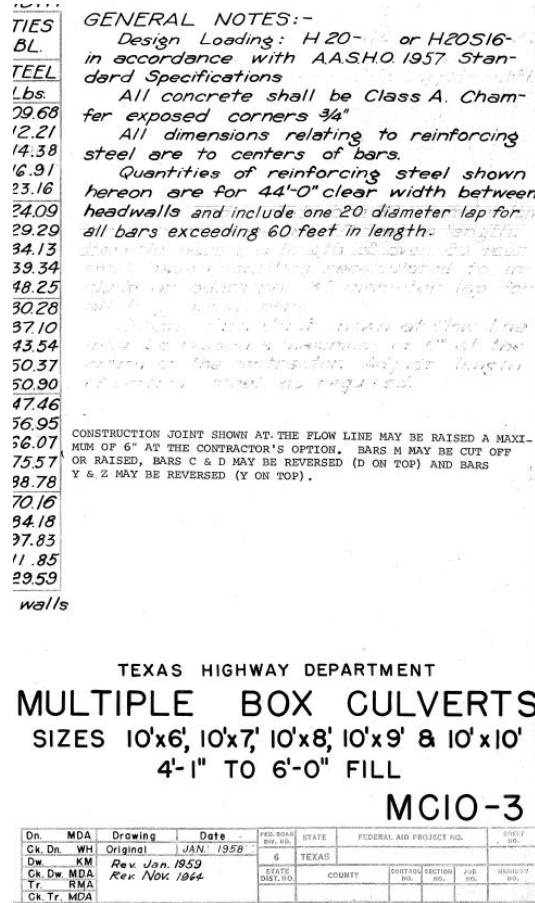 TIES
BL.
TEEL
Lbs.
09.68
12.21
14.38
16.91
23.16
24.09
29.29
34.13
39.34
48.25
30.28
37.10
43.54
50.37
50.90
47.46
56.95
66.07
75.57
88.78
70.16
84.18
97.83
11.85
29.59
walls
GENERAL NOTES:-
Design Loading: H20- or H20S16-
in accordance with A.A.S.H.O. 1957 Stan-
dard Specifications
All concrete shall be Class A. Cham-
fer exposed corners 3/4"
All dimensions relating to reinforcing
steel are to centers of bars.
Quantities of reinforcing steel shown
hereon are for 44'-0" clear width between
headwalls and include one 20 diameter lap for
all bars exceeding 60 feet in length.
CONSTRUCTION JOINT SHOWN AT THE FLOW LINE MAY BE RAISED A MAXI-
MUM OF 6" AT THE CONTRACTOR'S OPTION. BARS M MAY BE CUT OFF
OR RAISED, BARS C & D MAY BE REVERSED (D ON TOP) AND BARS
Y & Z MAY BE REVERSED (Y ON TOP).
TEXAS HIGHWAY DEPARTMENT
MULTIPLE BOX CULVERTS
SIZES 10'x6', 10'x7', 10'x8', 10'x9' & 10'x10'
4'-1" TO 6'-0" FILL
MC10-3
Dn. MDA Drawing Date
Ck. Dn. WH Original JAN. 1958
Dw. KM Rev. Jan. 1959
Ck. Dw. MDA Rev. Nov. 1964
Tr. RMA
Ck. Tr. MDA
FED. ROAD DIV. NO. STATE FEDERAL AID PROJECT NO. SHEET NO.
6 TEXAS
STATE DIST. NO. COUNTY CONTROL NO. SECTION NO. JOB NO. HIGHWAY NO.